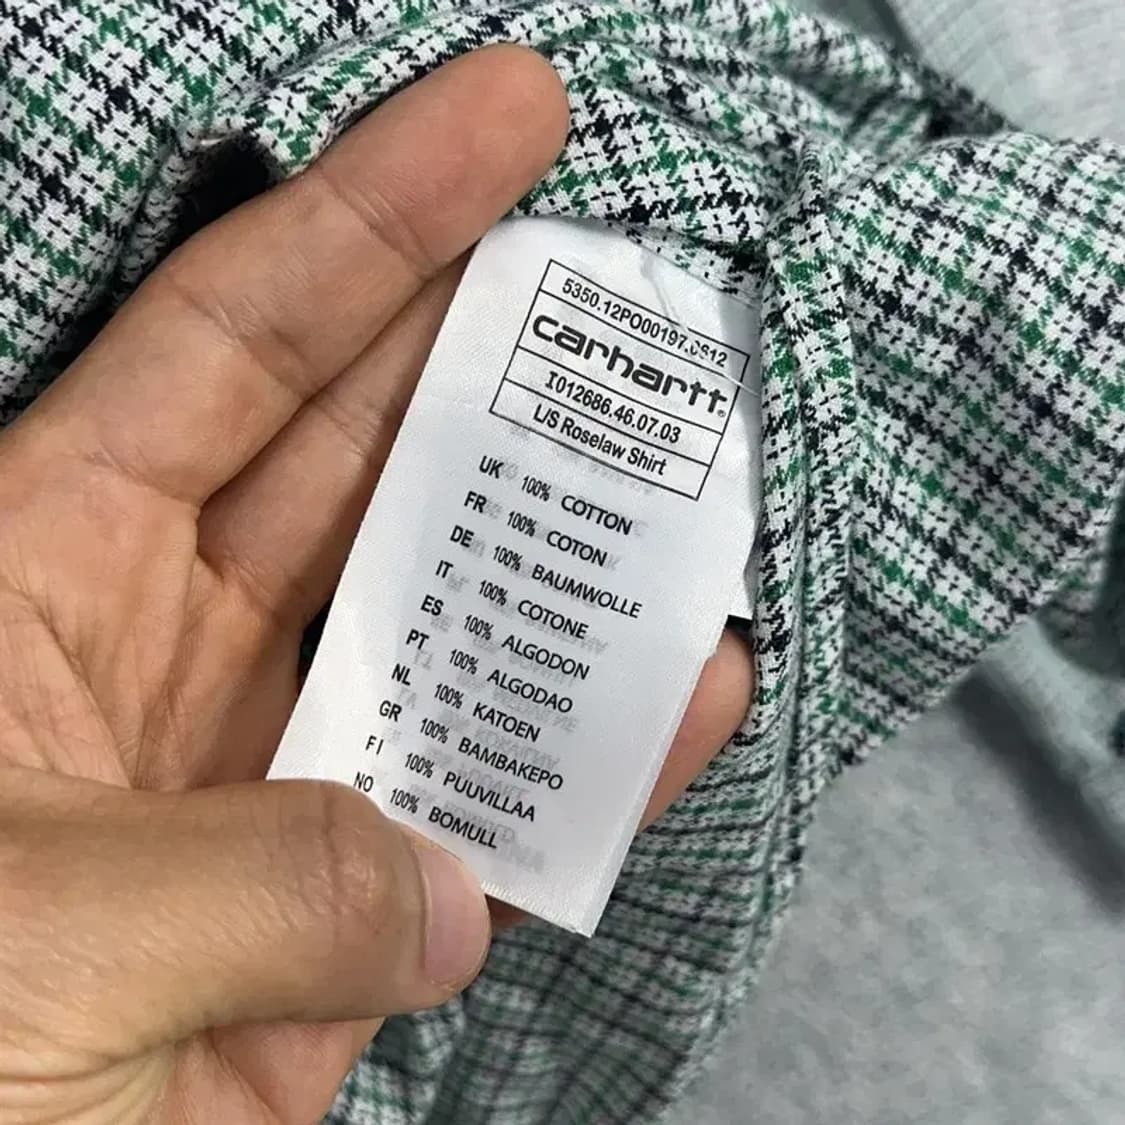 5350.12PO00197.0612
carhartt®
I012686.46.07.03
L/S Roselaw Shirt
UK 100% COTTON
FR 100% COTON
DE 100% BAUMWOLLE
IT 100% COTONE
ES 100% ALGODON
PT 100% ALGODAO
NL 100% KATOEN
GR 100% BAMBAKEPO
FI 100% PUUVILLAA
NO 100% BOMULL